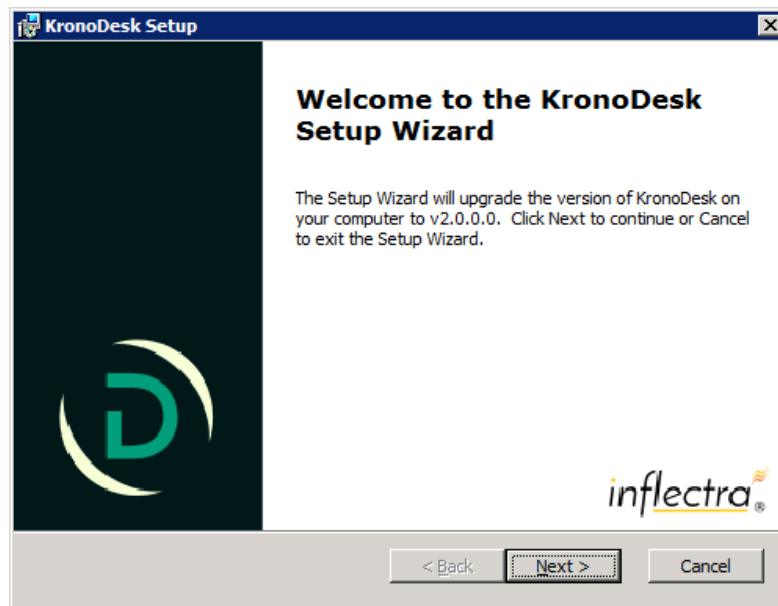 KronoDesk Setup
Welcome to the KronoDesk
Setup Wizard
The Setup Wizard will upgrade the version of KronoDesk on
your computer to v2.0.0.0. Click Next to continue or Cancel
to exit the Setup Wizard.
D
inflectra®
< Back Next > Cancel